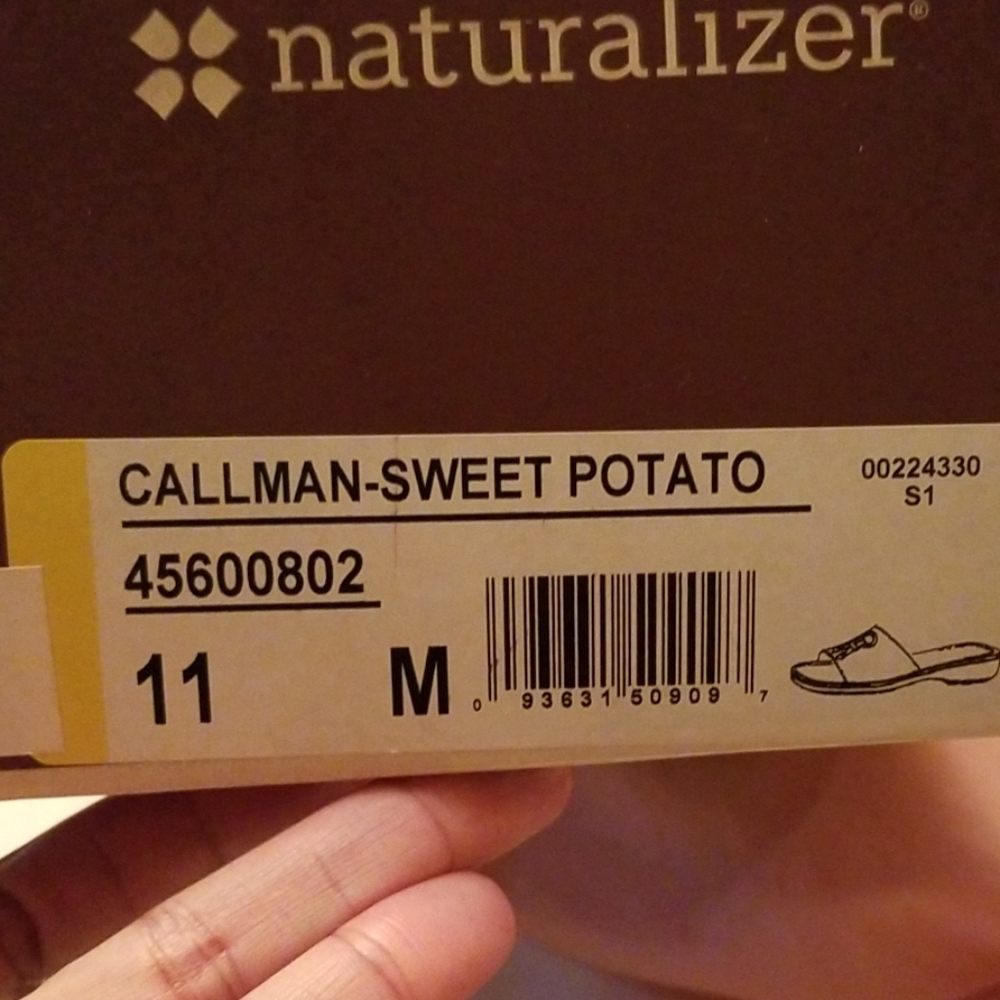 naturalizer®
CALLMAN-SWEET POTATO
00224330
S1
45600802
11 M
0 93631 50909 7